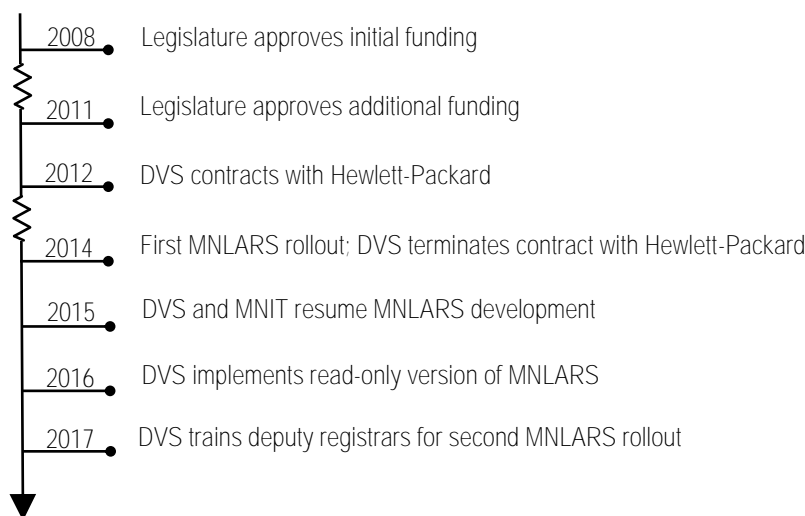 2008 Legislature approves initial funding
2011 Legislature approves additional funding
2012 DVS contracts with Hewlett-Packard
2014 First MNLARS rollout; DVS terminates contract with Hewlett-Packard
2015 DVS and MNIT resume MNLARS development
2016 DVS implements read-only version of MNLARS
2017 DVS trains deputy registrars for second MNLARS rollout